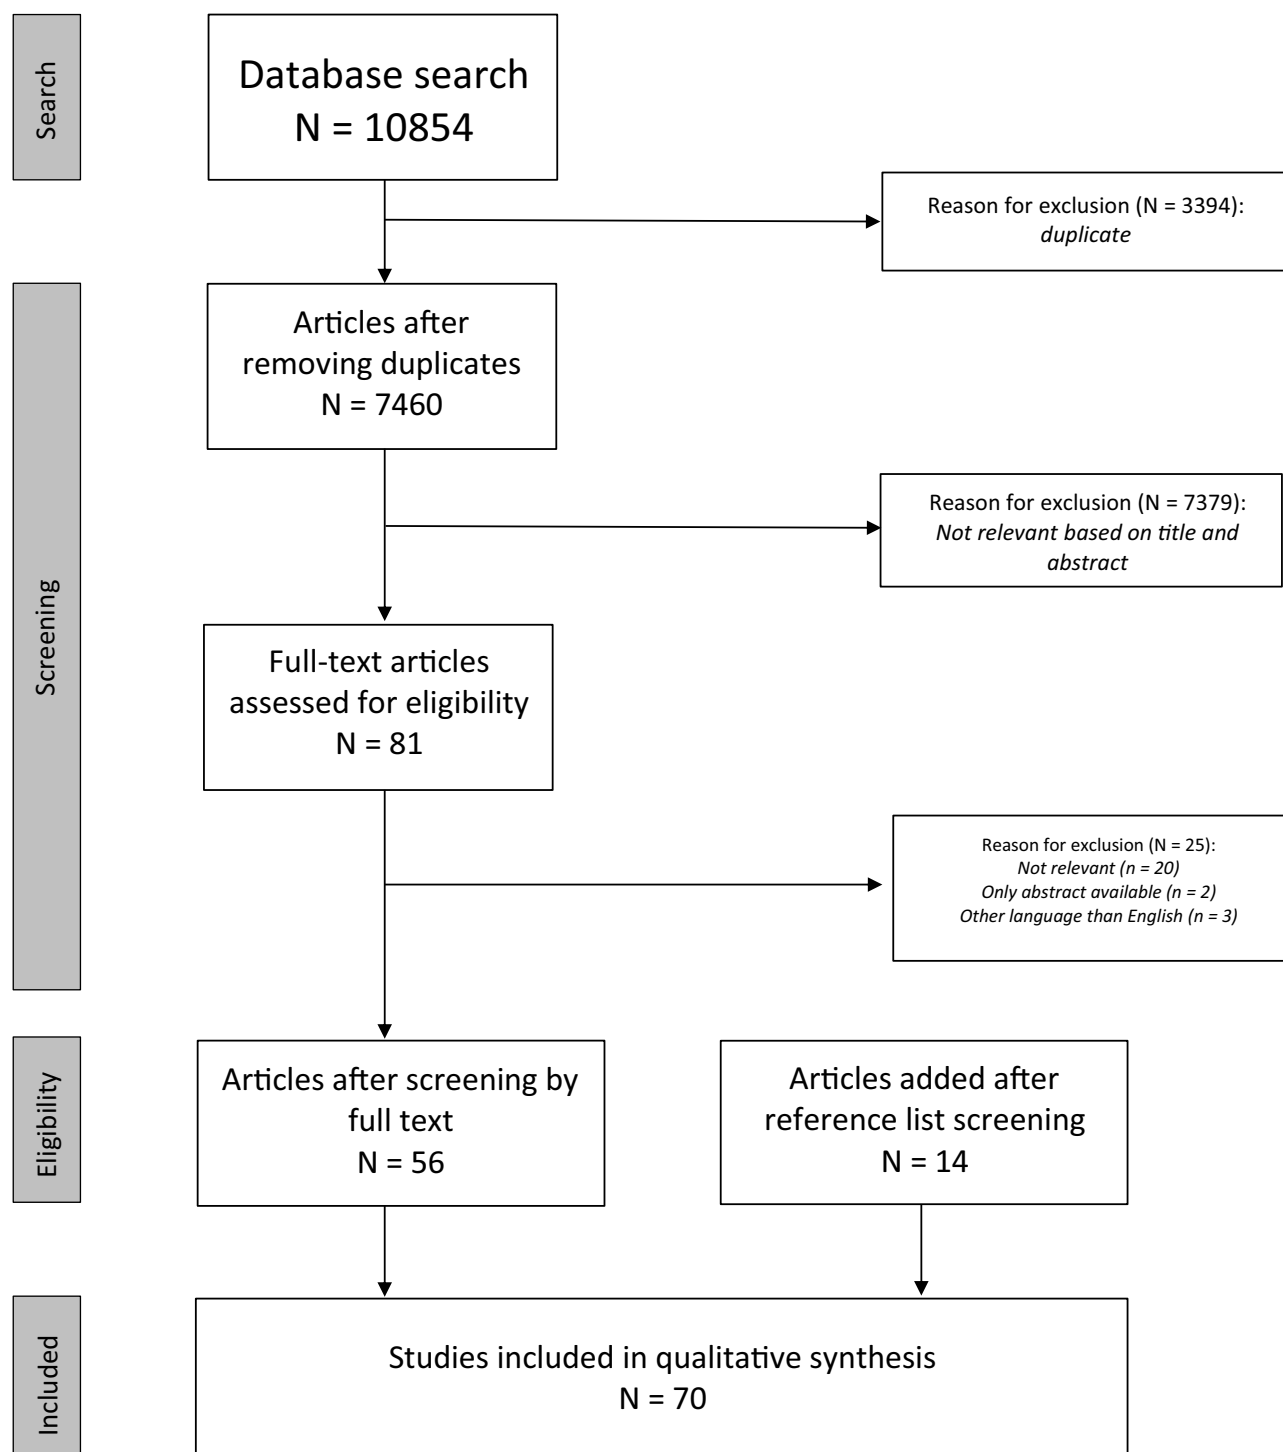 Search
Database search
N = 10854
Reason for exclusion (N = 3394):
duplicate
Screening
Articles after
removing duplicates
N = 7460
Reason for exclusion (N = 7379):
Not relevant based on title and
abstract
Full-text articles
assessed for eligibility
N = 81
Reason for exclusion (N = 25):
Not relevant (n = 20)
Only abstract available (n = 2)
Other language than English (n = 3)
Eligibility
Articles after screening by
full text
N = 56
Articles added after
reference list screening
N = 14
Included
Studies included in qualitative synthesis
N = 70